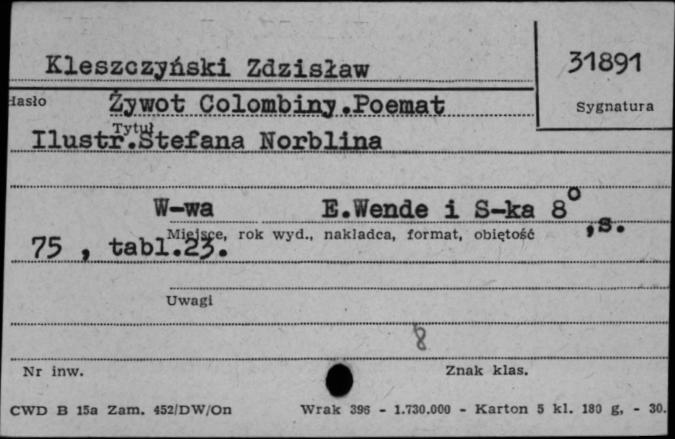 Kleszczyński Zdzisław
31891
Hasło
Żywot Colombiny.Poemat
Sygnatura
Tytuł
Ilustr.Stefana Norblina
W-wa E.Wende i S-ka 8°
Miejsce, rok wyd., nakładca, format, objętość
,s.
75 , tabl.23.
Uwagi
8
Nr inw.
Znak klas.
CWD B 15a Zam. 452/DW/On Wrak 396 - 1.730.000 - Karton 5 kl. 180 g, - 30.